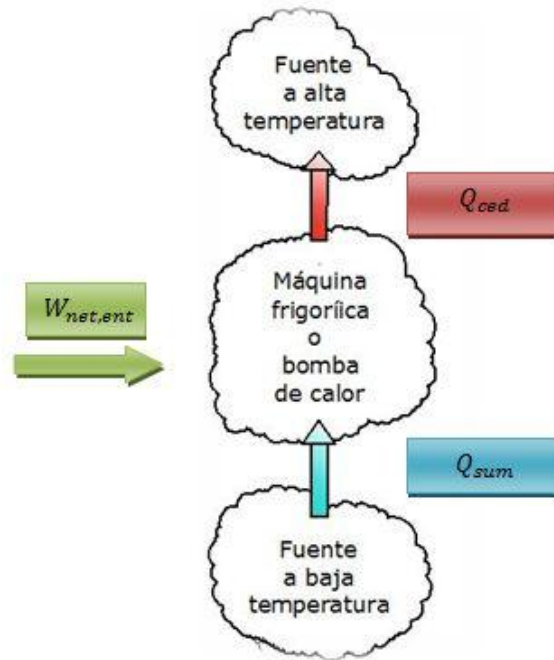 Fuente
a alta
temperatura
Q_ced
Máquina
frigoríica
o
bomba
de calor
W_net,ent
Q_sum
Fuente
a baja
temperatura